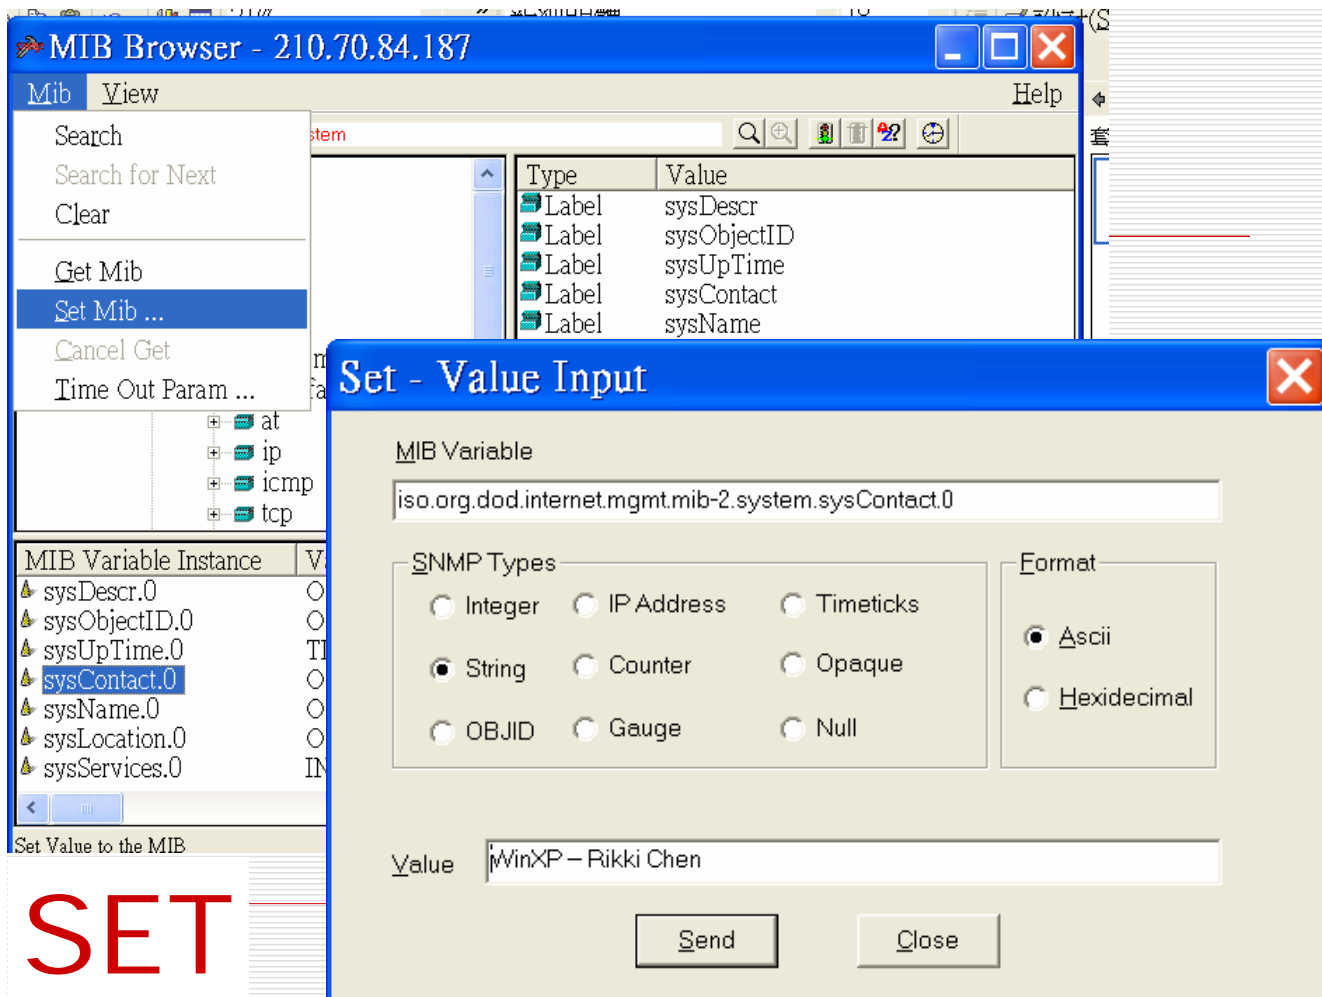 MIB Browser - 210.70.84.187
Mib View Help
Search
Search for Next
Clear
Get Mib
Set Mib ...
Cancel Get
Time Out Param ...
stem
套
Type Value
Label sysDescr
Label sysObjectID
Label sysUpTime
Label sysContact
Label sysName
at
ip
icmp
tcp
MIB Variable Instance V
sysDescr.0 O
sysObjectID.0 O
sysUpTime.0 TI
sysContact.0 O
sysName.0 O
sysLocation.0 O
sysServices.0 IN
Set Value to the MIB
Set - Value Input
MIB Variable
iso.org.dod.internet.mgmt.mib-2.system.sysContact.0
SNMP Types
Integer IP Address Timeticks
String Counter Opaque
OBJID Gauge Null
Format
Ascii
Hexidecimal
Value WinXP – Rikki Chen
Send Close
SET